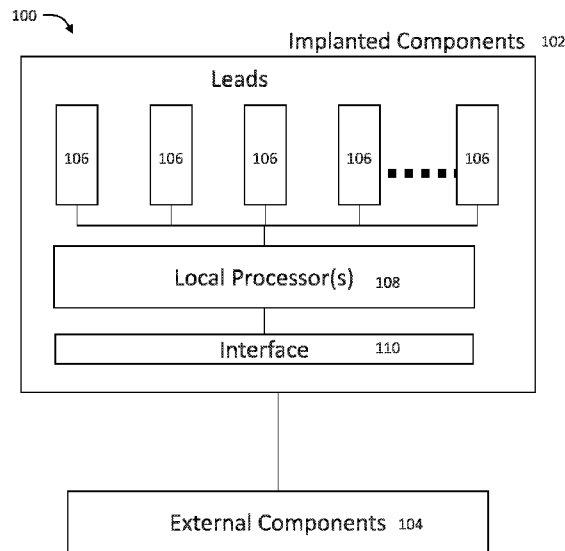 100
Implanted Components 102
Leads
106 106 106 106 106
Local Processor(s) 108
Interface 110
External Components 104